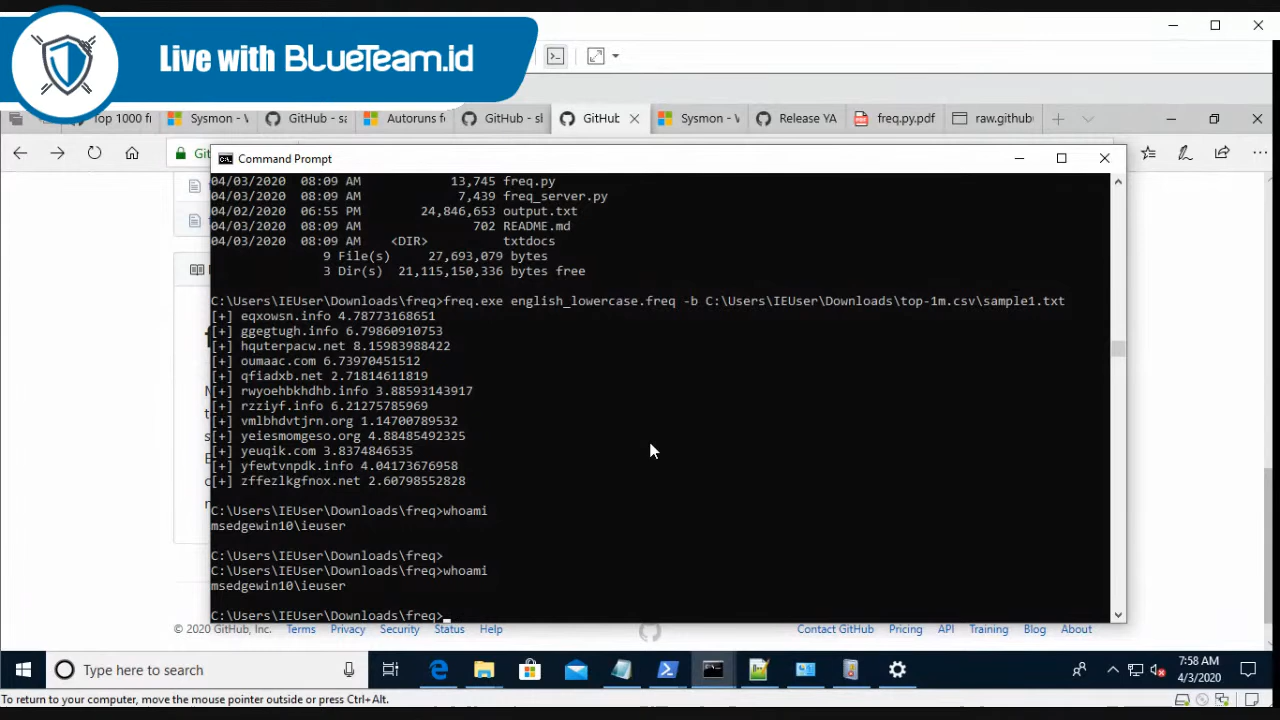 Live with BLUETEAM.id
Top 1000 fi
Sysmon - V
GitHub - sa
Autoruns fo
GitHub - sl
GitHub
Sysmon - V
Release YA
freq.py.pdf
raw.github
Git
Command Prompt
04/03/2020  08:09 AM            13,745 freq.py
04/03/2020  08:09 AM             7,439 freq_server.py
04/02/2020  06:55 PM        24,846,653 output.txt
04/03/2020  08:09 AM               702 README.md
04/03/2020  08:09 AM    <DIR>          txtdocs
9 File(s)     27,693,079 bytes
3 Dir(s)  21,115,150,336 bytes free
C:\Users\IEUser\Downloads\freq>freq.exe english_lowercase.freq -b C:\Users\IEUser\Downloads\top-1m.csv\sample1.txt
[+] eqxowsn.info 4.78773168651
[+] ggegtugh.info 6.79860910753
[+] hquterpacw.net 8.15983988422
[+] oumaac.com 6.73970451512
[+] qfiadxb.net 2.71814611819
[+] rwyoehbkhdhb.info 3.88593143917
[+] rzziyf.info 6.21275785969
[+] vmlbhdvtjrn.org 1.14700789532
[+] yeiesmomgeso.org 4.88485492325
[+] yeuqik.com 3.8374846535
[+] yfewtvnpdk.info 4.04173676958
[+] zffezlkgfnox.net 2.60798552828
C:\Users\IEUser\Downloads\freq>whoami
msedgewin10\ieuser
C:\Users\IEUser\Downloads\freq>
C:\Users\IEUser\Downloads\freq>whoami
msedgewin10\ieuser
C:\Users\IEUser\Downloads\freq>
© 2020 GitHub, Inc. Terms Privacy Security Status Help Contact GitHub Pricing API Training Blog About
Type here to search
7:58 AM
4/3/2020
To return to your computer, move the mouse pointer outside or press Ctrl+Alt.